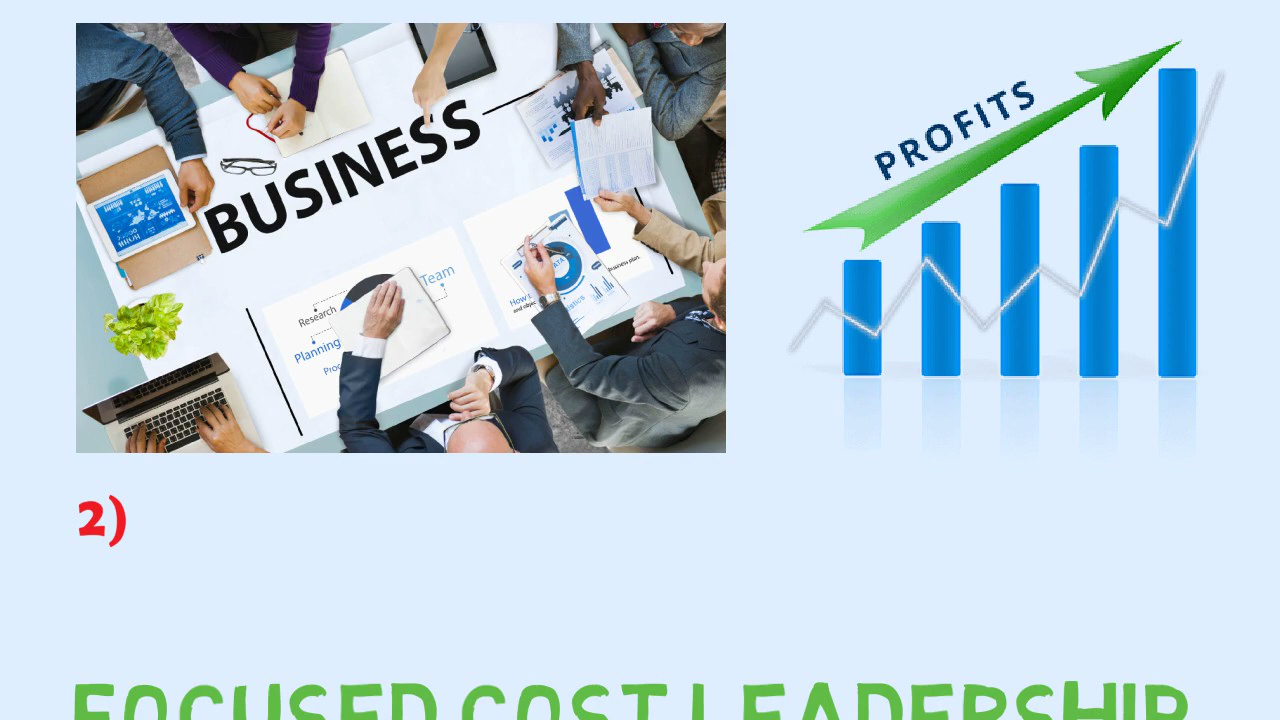 BUSINESS
Research
Team
Planning
PROFITS
2)
FOCUSED COST LEADERSHIP